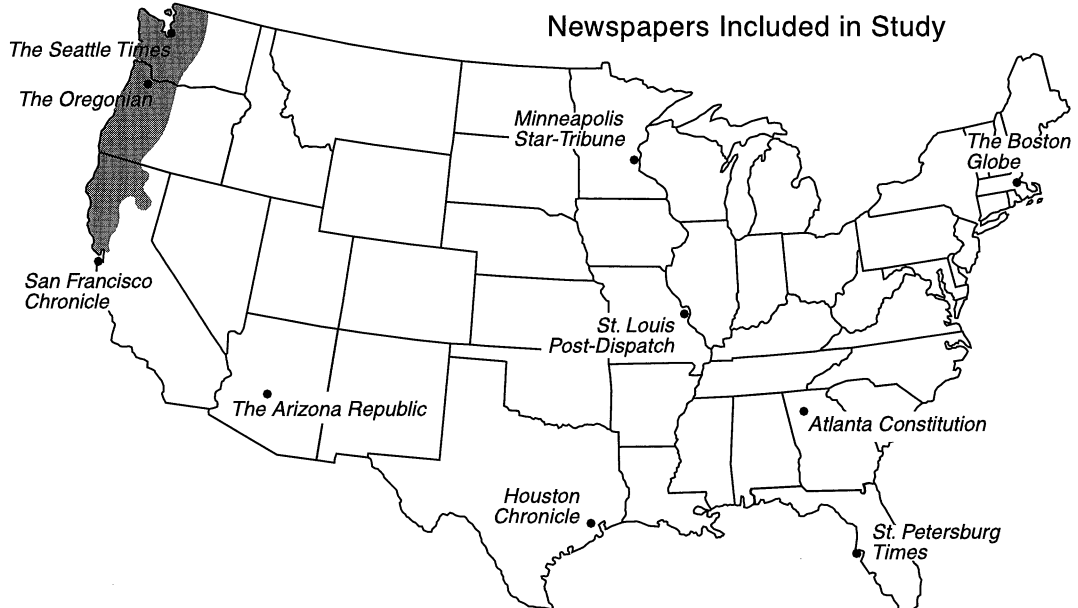 Newspapers Included in Study
The Seattle Times
The Oregonian
Minneapolis
Star-Tribune
The Boston
Globe
San Francisco
Chronicle
St. Louis
Post-Dispatch
The Arizona Republic
Atlanta Constitution
Houston
Chronicle
St. Petersburg
Times